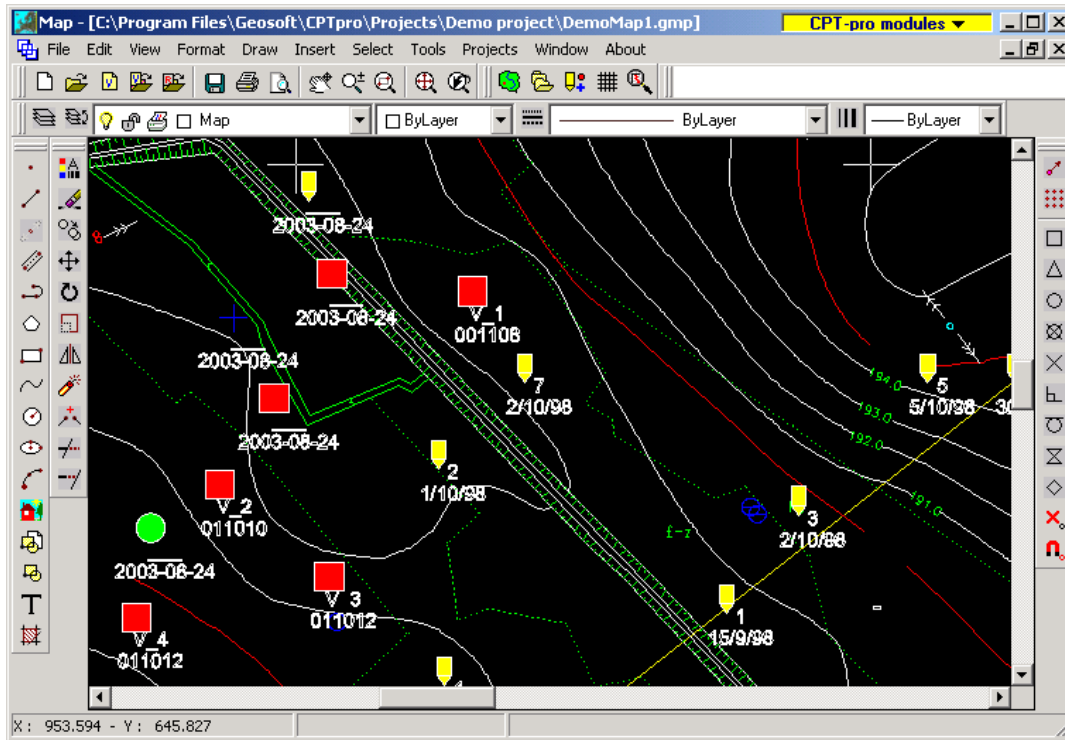 Map - [C:\Program Files\Geosoft\CPTpro\Projects\Demo project\DemoMap1.gmp]
CPT-pro modules
File Edit View Format Draw Insert Select Tools Projects Window About
Map
ByLayer
ByLayer
ByLayer
2003-08-24
2003-08-24
1
001108
2003-08-24
7
2/10/98
194.0
5
5/10/98
30
193.0
2003-08-24
192.0
2
1/10/98
V_2
011010
191.0
3
2/10/98
2003-08-24
3
011012
1
15/9/98
V_4
011012
T
X: 953.594 - Y: 645.827